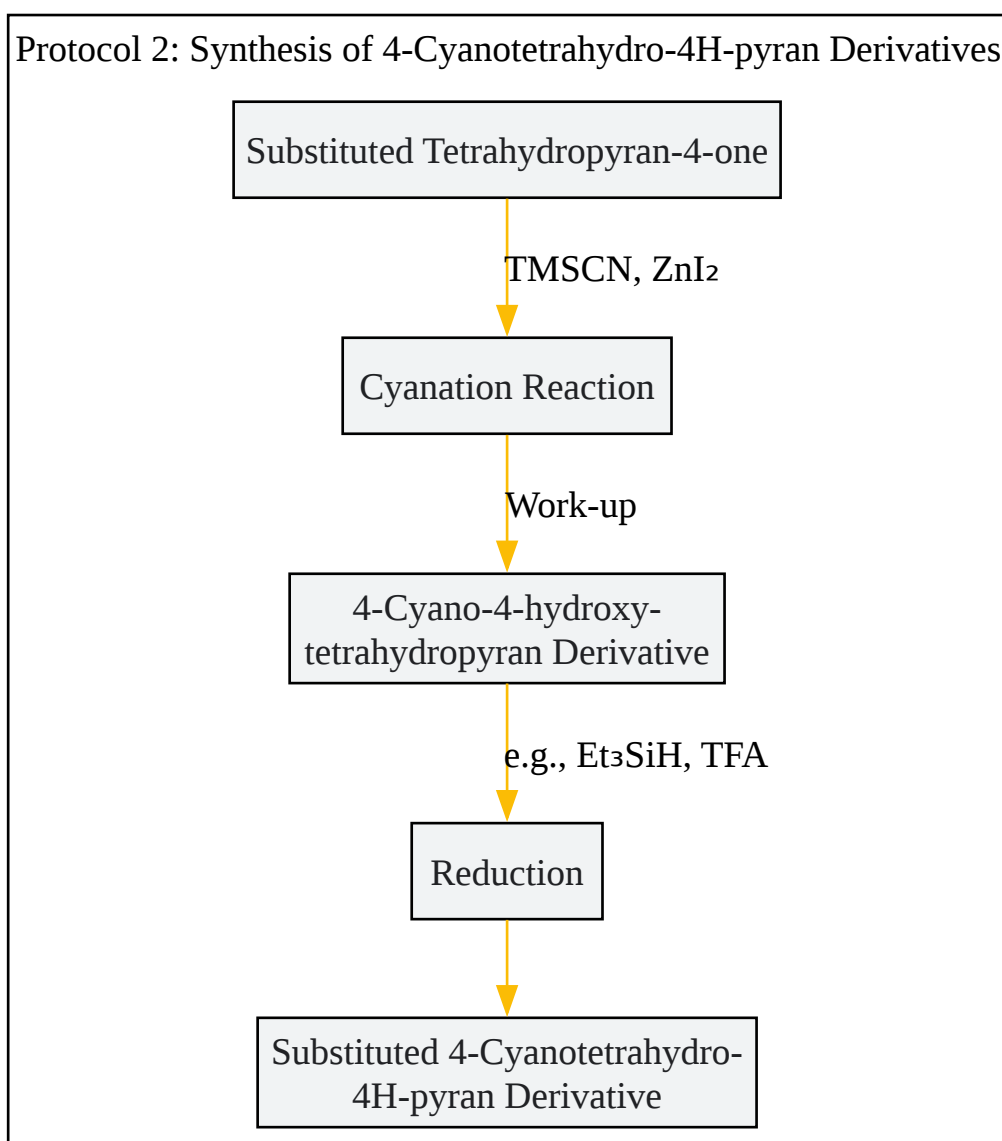 Protocol 2: Synthesis of 4-Cyanotetrahydro-4H-pyran Derivatives
Substituted Tetrahydropyran-4-one
TMSCN, ZnI₂
Cyanation Reaction
Work-up
4-Cyano-4-hydroxy-
tetrahydropyran Derivative
e.g., Et₃SiH, TFA
Reduction
Substituted 4-Cyanotetrahydro-
4H-pyran Derivative